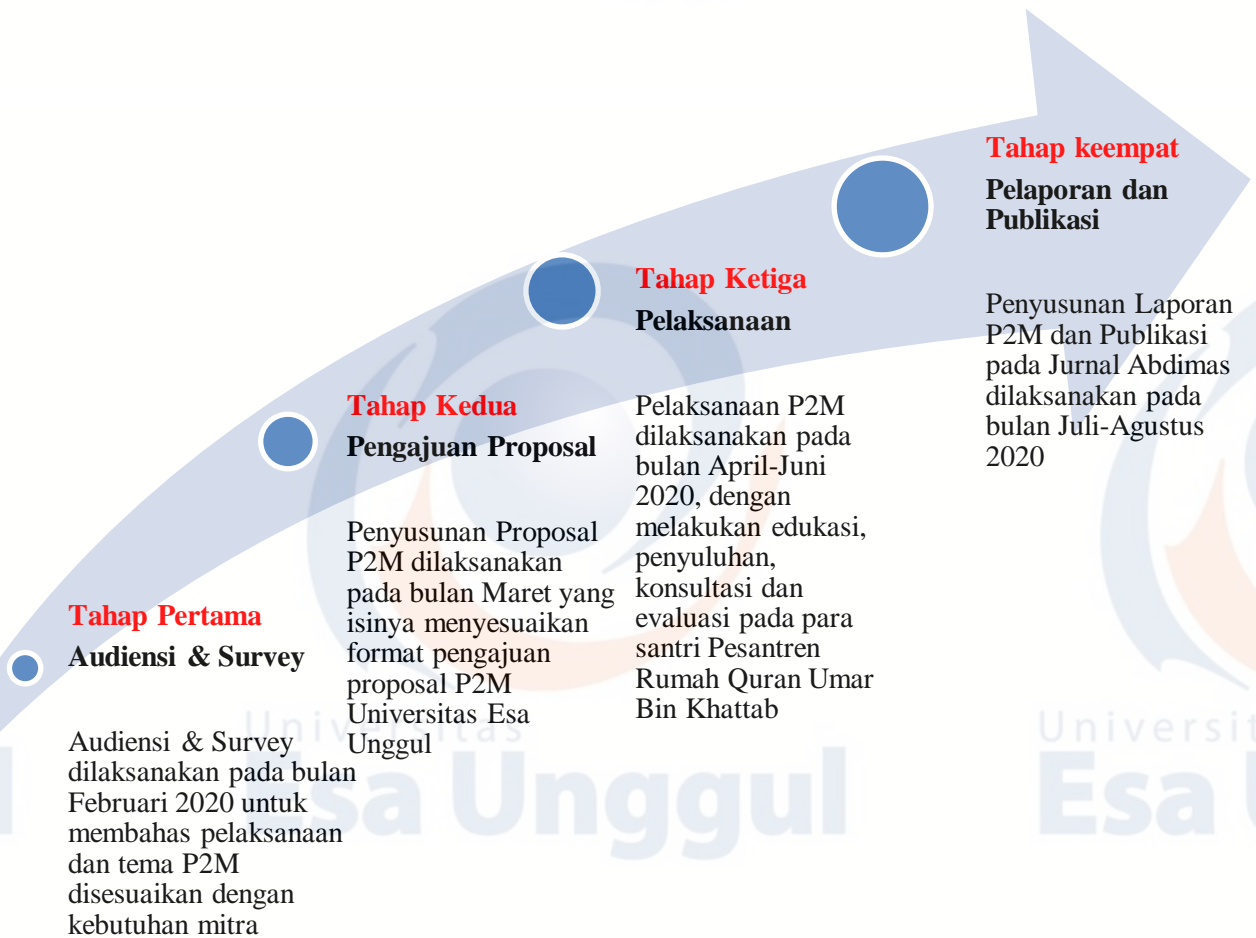 Tahap Pertama
Audiensi & Survey
Audiensi & Survey
dilaksanakan pada bulan
Februari 2020 untuk
membahas pelaksanaan
dan tema P2M
disesuaikan dengan
kebutuhan mitra
Tahap Kedua
Pengajuan Proposal
Penyusunan Proposal
P2M dilaksanakan
pada bulan Maret yang
isinya menyesuaikan
format pengajuan
proposal P2M
Universitas Esa
Unggul
Tahap Ketiga
Pelaksanaan
Pelaksanaan P2M
dilaksanakan pada
bulan April-Juni
2020, dengan
melakukan edukasi,
penyuluhan,
konsultasi dan
evaluasi pada para
santri Pesantren
Rumah Quran Umar
Bin Khattab
Tahap keempat
Pelaporan dan
Publikasi
Penyusunan Laporan
P2M dan Publikasi
pada Jurnal Abdimas
dilaksanakan pada
bulan Juli-Agustus
2020
Universitas
Esa Unggul
Universit
Esa